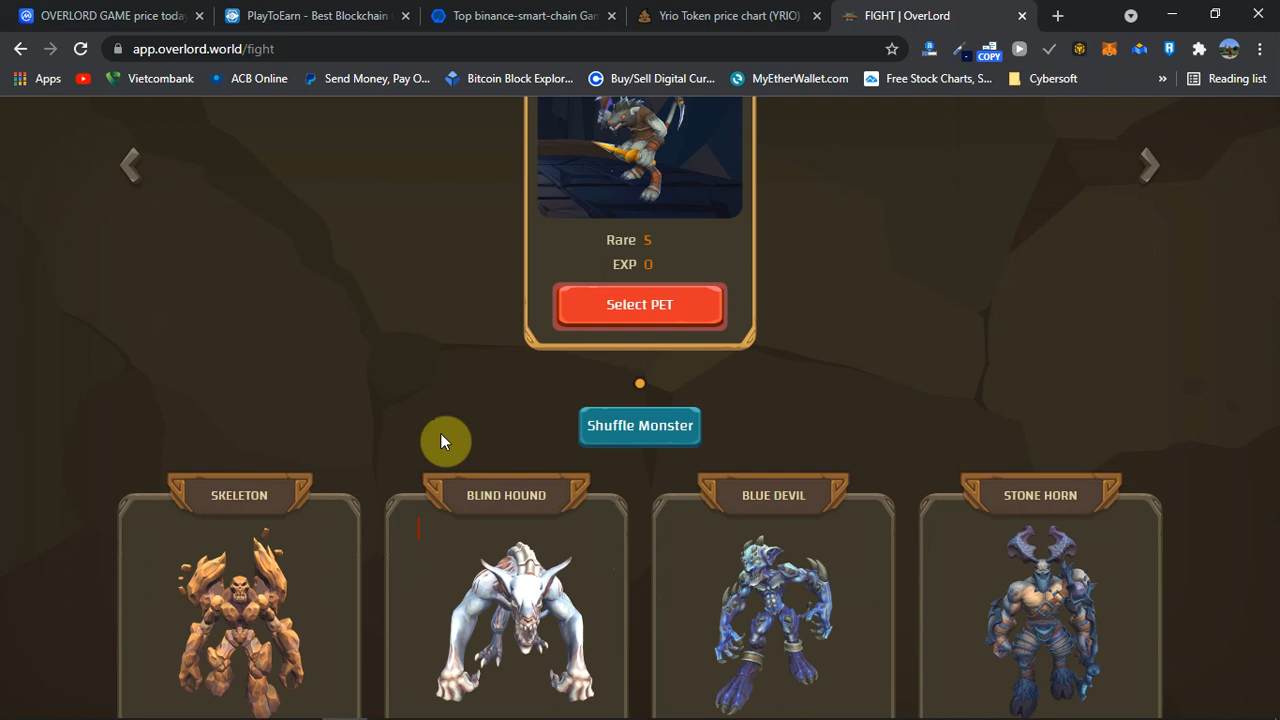 OVERLORD GAME price today
PlayToEarn - Best Blockchain
Top binance-smart-chain Gam
Yrio Token price chart (YRIO)
FIGHT | OverLord
app.overlord.world/fight
COPY
Apps
Vietcombank
ACB Online
Send Money, Pay O...
Bitcoin Block Explor...
Buy/Sell Digital Cur...
MyEtherWallet.com
Free Stock Charts, S...
Cybersoft
»
Reading list
Rare 5
EXP 0
Select PET
Shuffle Monster
SKELETON
BLIND HOUND
BLUE DEVIL
STONE HORN